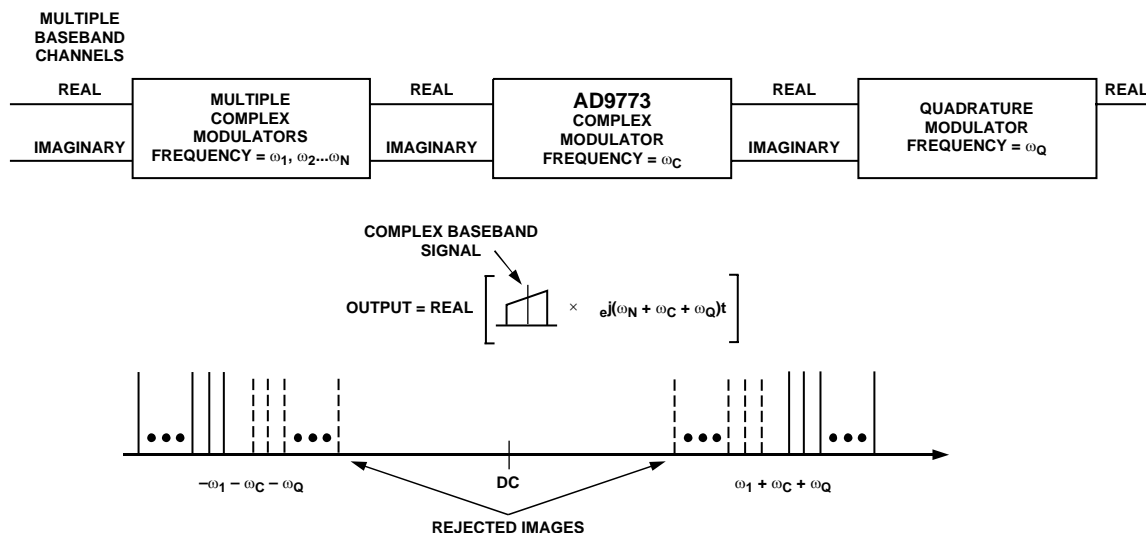 MULTIPLE
BASEBAND
CHANNELS
REAL
IMAGINARY
MULTIPLE
COMPLEX
MODULATORS
FREQUENCY = ω1, ω2...ωN
REAL
IMAGINARY
AD9773
COMPLEX
MODULATOR
FREQUENCY = ωC
REAL
IMAGINARY
QUADRATURE
MODULATOR
FREQUENCY = ωQ
REAL
COMPLEX BASEBAND
SIGNAL
OUTPUT = REAL [ × ej(ωN + ωC + ωQ)t ]
–ω1 – ωC – ωQ
DC
ω1 + ωC + ωQ
REJECTED IMAGES